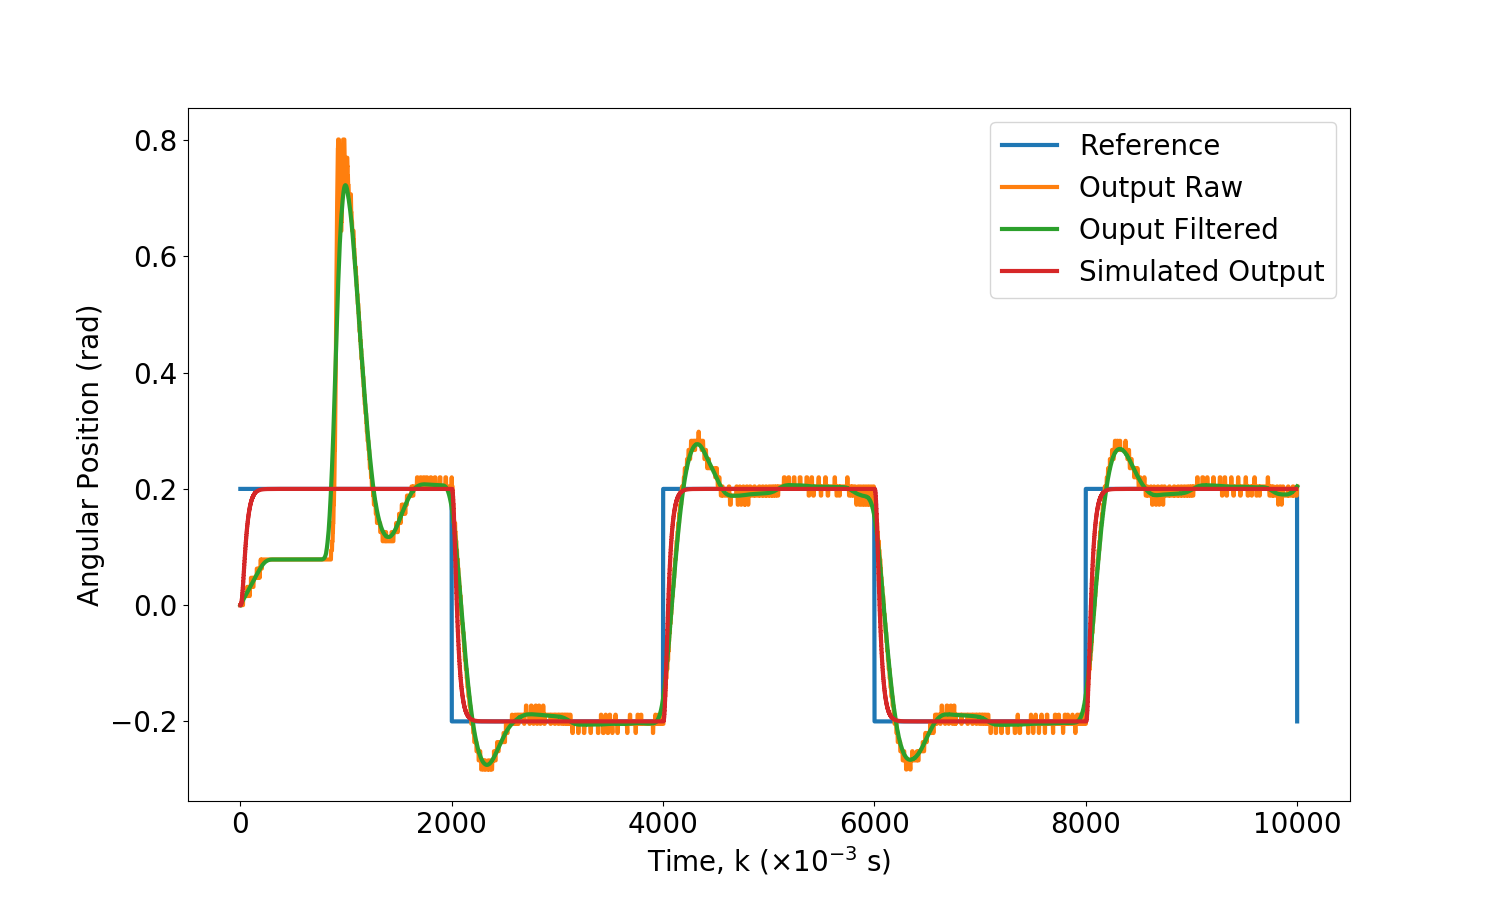 0.8
0.6
0.4
0.2
0.0
−0.2
Angular Position (rad)
Reference
Output Raw
Ouput Filtered
Simulated Output
0 2000 4000 6000 8000 10000
Time, k (×10⁻³ s)